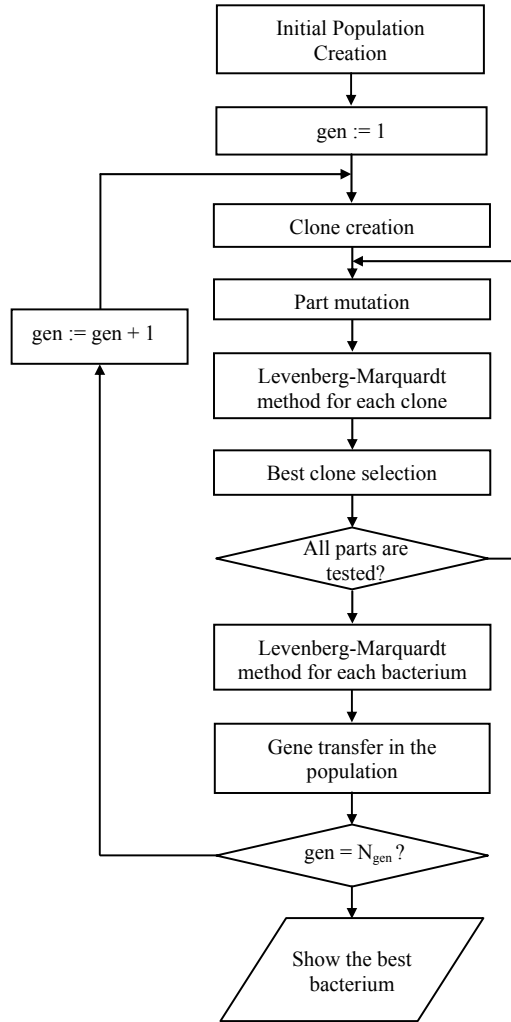 Initial Population
Creation
gen := 1
Clone creation
Part mutation
gen := gen + 1
Levenberg-Marquardt
method for each clone
Best clone selection
All parts are
tested?
Levenberg-Marquardt
method for each bacterium
Gene transfer in the
population
gen = Ngen ?
Show the best
bacterium